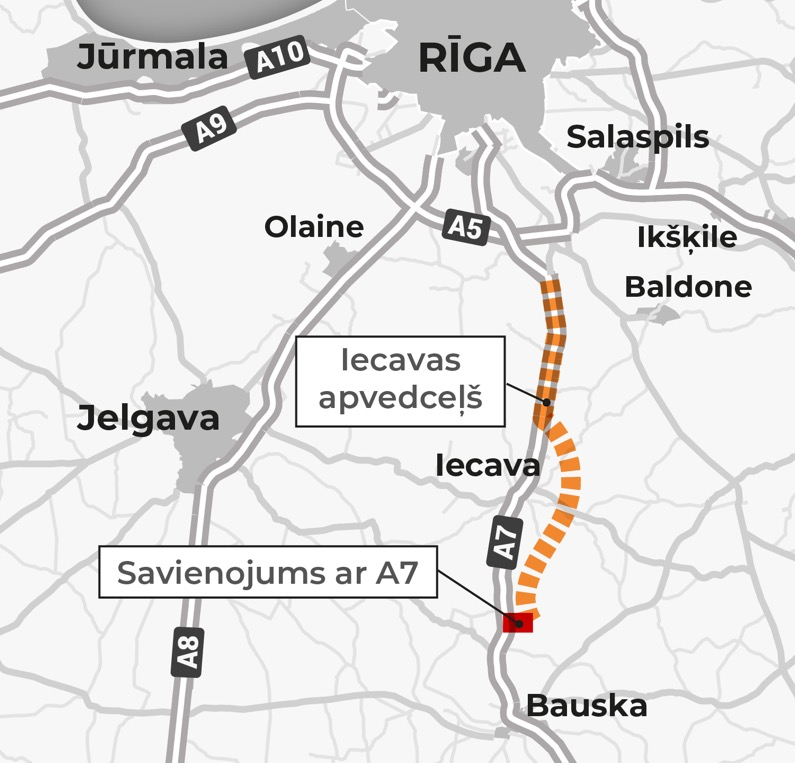 Jūrmala
A10
RĪGA
A9
Salaspils
Olaine
A5
Ikšķile
Baldone
Iecavas
apvedceļš
Jelgava
Iecava
A7
Savienojums ar A7
A8
Bauska